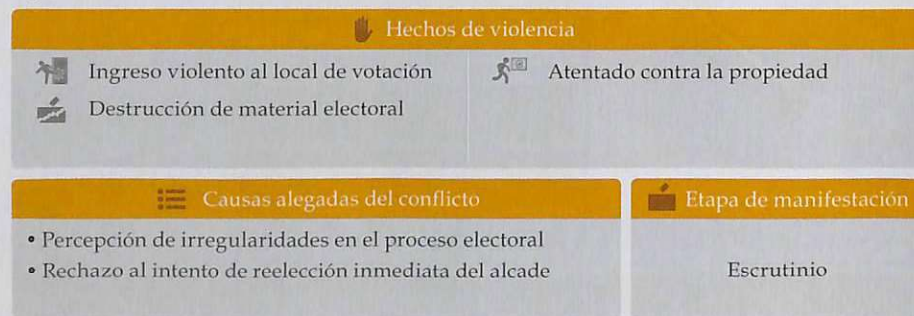 Hechos de violencia
Ingreso violento al local de votación
Destrucción de material electoral
Atentado contra la propiedad
Causas alegadas del conflicto
• Percepción de irregularidades en el proceso electoral
• Rechazo al intento de reelección inmediata del alcade
Etapa de manifestación
Escrutinio